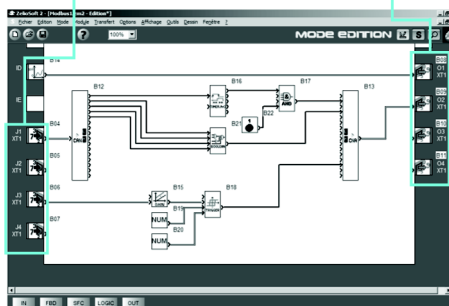 ZelioSoft 2 - [Modbus - Edition*]
Fichier Edition Mode Module Transfert Options Affichage Outils Dessin Fenêtre ?
100% MODE EDITION S
ID
IE
J1 XT1 B04
J2 XT1 B05
J3 XT1 B06
J4 XT1 B07
B12
B16
B17
AND
B13
B21
B22
B15
GAIN
B18
B19
NUM
B20
NUM
B08
O1 XT1
B09
O2 XT1
B10
O3 XT1
B11
O4 XT1
IN FBD SFC LOGIC OUT